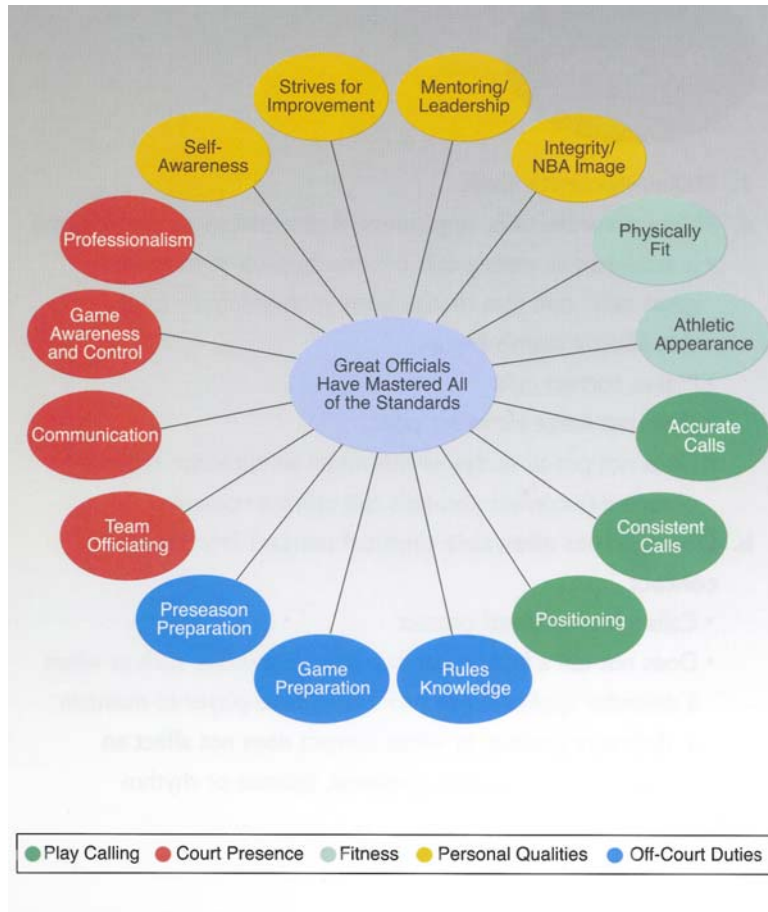 Strives for
Improvement
Mentoring/
Leadership
Self-
Awareness
Integrity/
NBA Image
Professionalism
Physically
Fit
Game
Awareness
and Control
Athletic
Appearance
Great Officials
Have Mastered All
of the Standards
Communication
Accurate
Calls
Team
Officiating
Consistent
Calls
Preseason
Preparation
Positioning
Game
Preparation
Rules
Knowledge
Play Calling
Court Presence
Fitness
Personal Qualities
Off-Court Duties